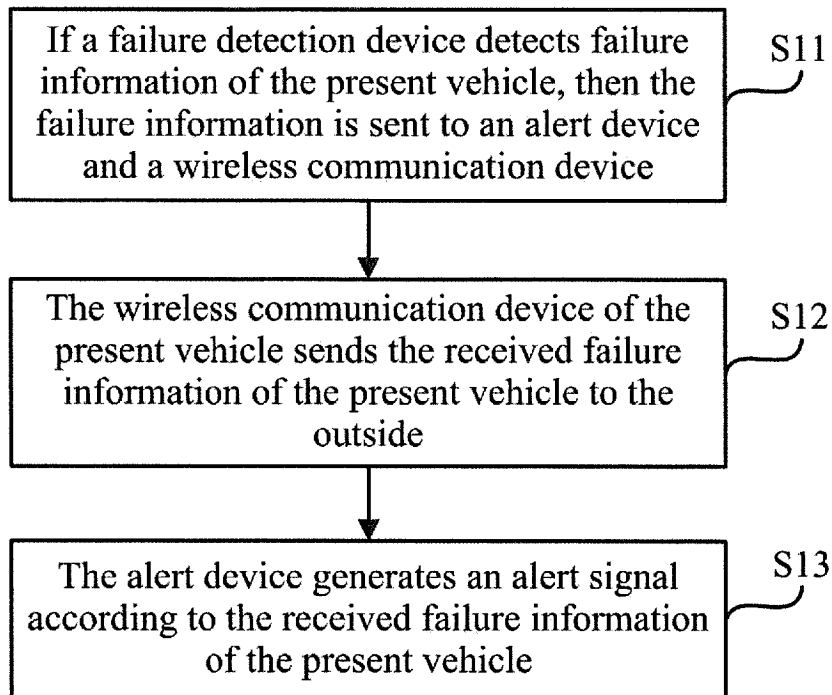 If a failure detection device detects failure
information of the present vehicle, then the
failure information is sent to an alert device
and a wireless communication device
S11
The wireless communication device of the
present vehicle sends the received failure
information of the present vehicle to the
outside
S12
The alert device generates an alert signal
according to the received failure information
of the present vehicle
S13